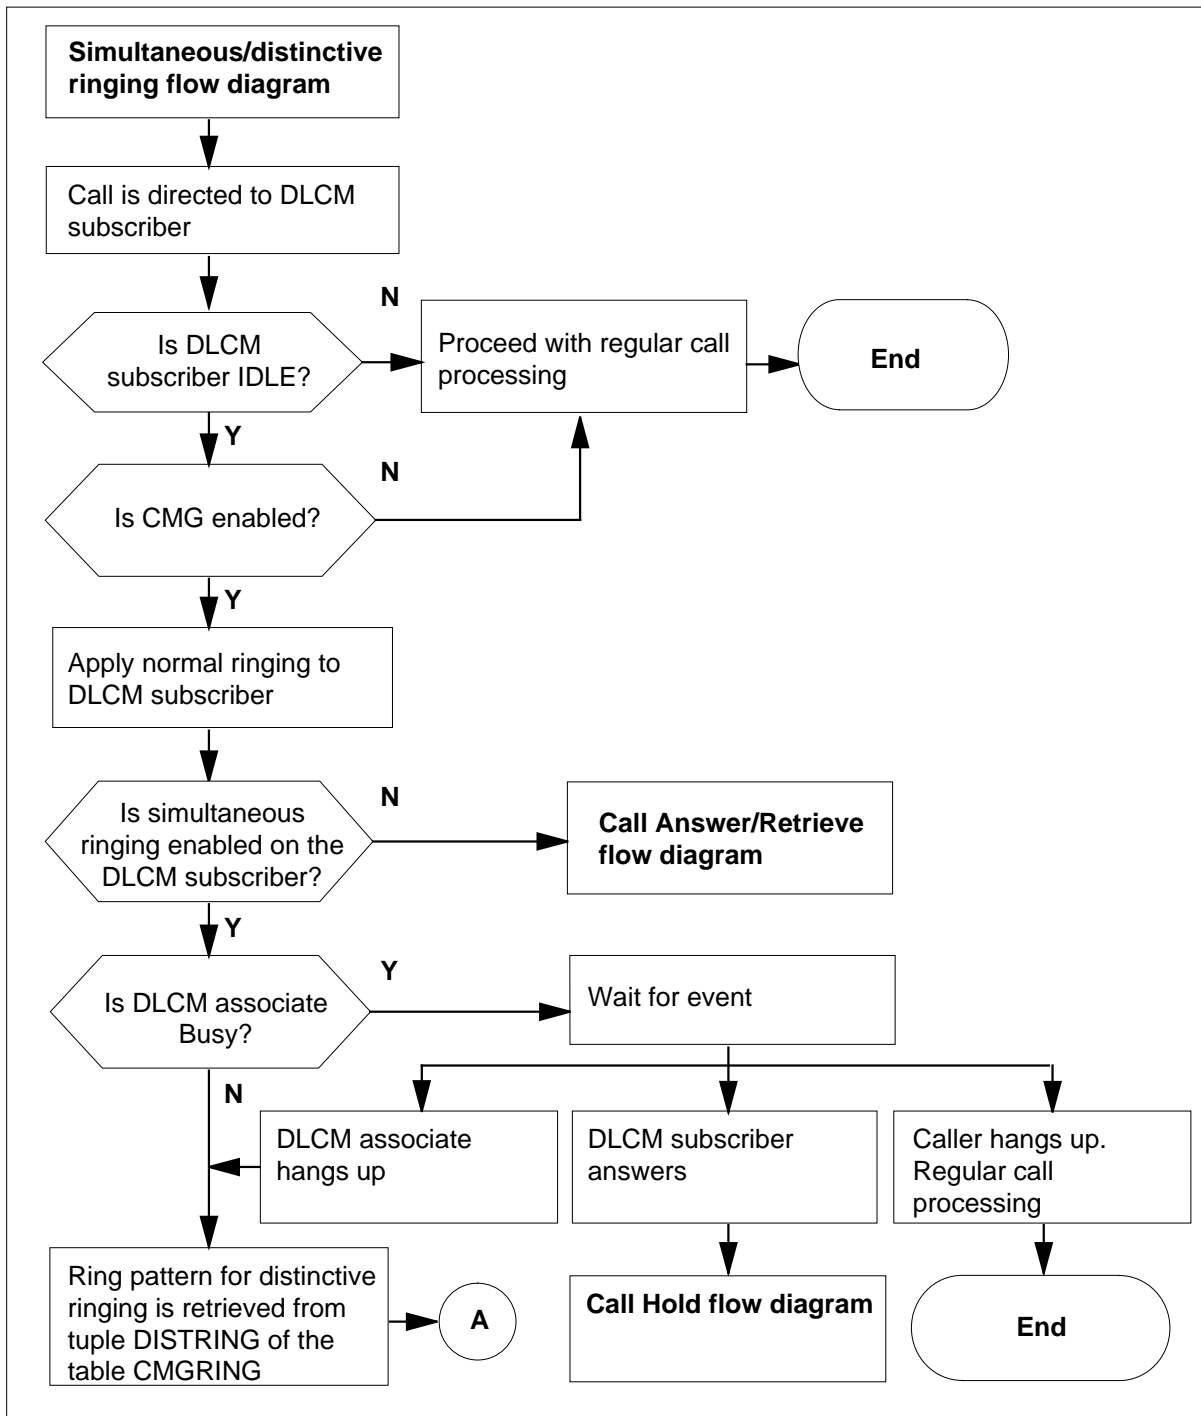 Simultaneous/distinctive
ringing flow diagram
Call is directed to DLCM
subscriber
N
Is DLCM
subscriber IDLE?
Proceed with regular call
processing
End
Y
N
Is CMG enabled?
Y
Apply normal ringing to
DLCM subscriber
Is simultaneous
ringing enabled on the
DLCM subscriber?
N
Call Answer/Retrieve
flow diagram
Y
Is DLCM associate
Busy?
Y
Wait for event
N
DLCM associate
hangs up
DLCM subscriber
answers
Caller hangs up.
Regular call
processing
Ring pattern for distinctive
ringing is retrieved from
tuple DISTRING of the
table CMGRING
A
Call Hold flow diagram
End